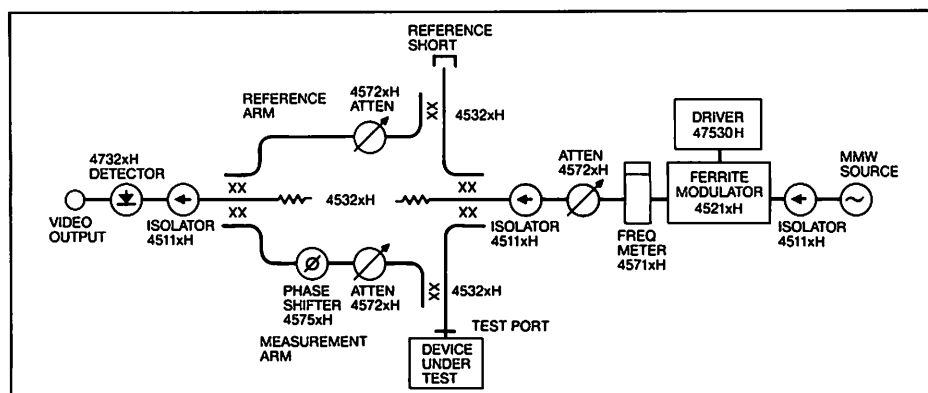 REFERENCE
SHORT
REFERENCE
ARM
4572xH
ATTEN
XX
4532xH
DRIVER
47530H
4732xH
DETECTOR
ATTEN
4572xH
FERRITE
MODULATOR
4521xH
MMW
SOURCE
XX
XX
4532xH
XX
XX
VIDEO
OUTPUT
ISOLATOR
4511xH
ISOLATOR
4511xH
FREQ
METER
4571xH
ISOLATOR
4511xH
PHASE
SHIFTER
4575xH
ATTEN
4572xH
XX
4532xH
MEASUREMENT
ARM
TEST PORT
DEVICE
UNDER
TEST